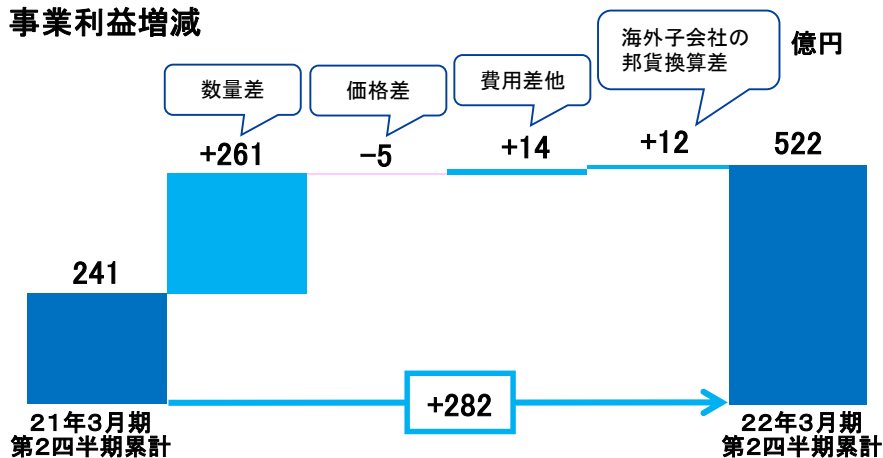 事業利益増減
億円
数量差
価格差
費用差他
海外子会社の
邦貨換算差
+261
−5
+14
+12
522
241
+282
21年3月期
第2四半期累計
22年3月期
第2四半期累計